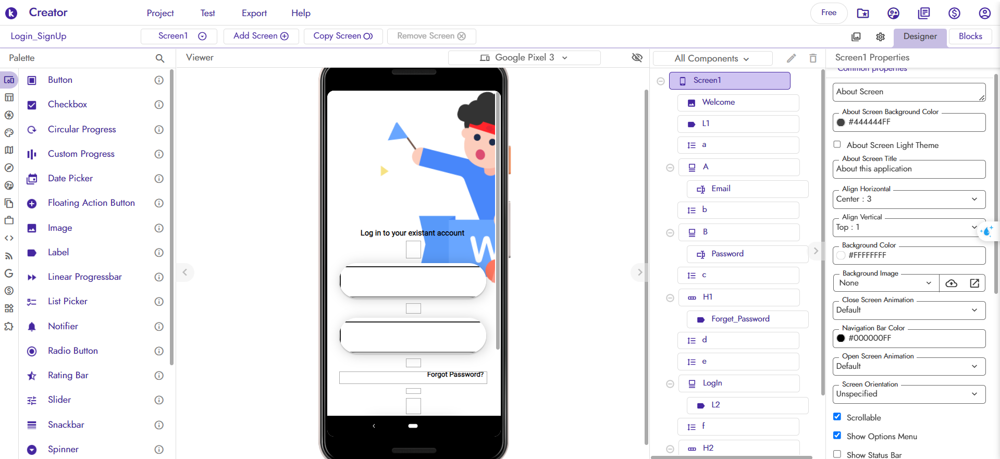 Creator
Project
Test
Export
Help
Free
Login_SignUp
Screen1
Add Screen
Copy Screen
Remove Screen
Designer
Blocks
Palette
Button
Checkbox
Circular Progress
Custom Progress
Date Picker
Floating Action Button
Image
Label
Linear Progressbar
List Picker
Notifier
Radio Button
Rating Bar
Slider
Snackbar
Spinner
Viewer
Google Pixel 3
W
Log in to your existant account
Forgot Password?
All Components
Screen1
Welcome
L1
a
A
Email
b
B
Password
c
H1
Forget_Password
d
e
LogIn
L2
f
H2
Screen1 Properties
Common properties
About Screen
About Screen Background Color
#444444FF
About Screen Light Theme
About Screen Title
About this application
Align Horizontal
Center : 3
Align Vertical
Top : 1
Background Color
#FFFFFFFF
Background Image
None
Close Screen Animation
Default
Navigation Bar Color
#000000FF
Open Screen Animation
Default
Screen Orientation
Unspecified
Scrollable
Show Options Menu
Show Status Bar